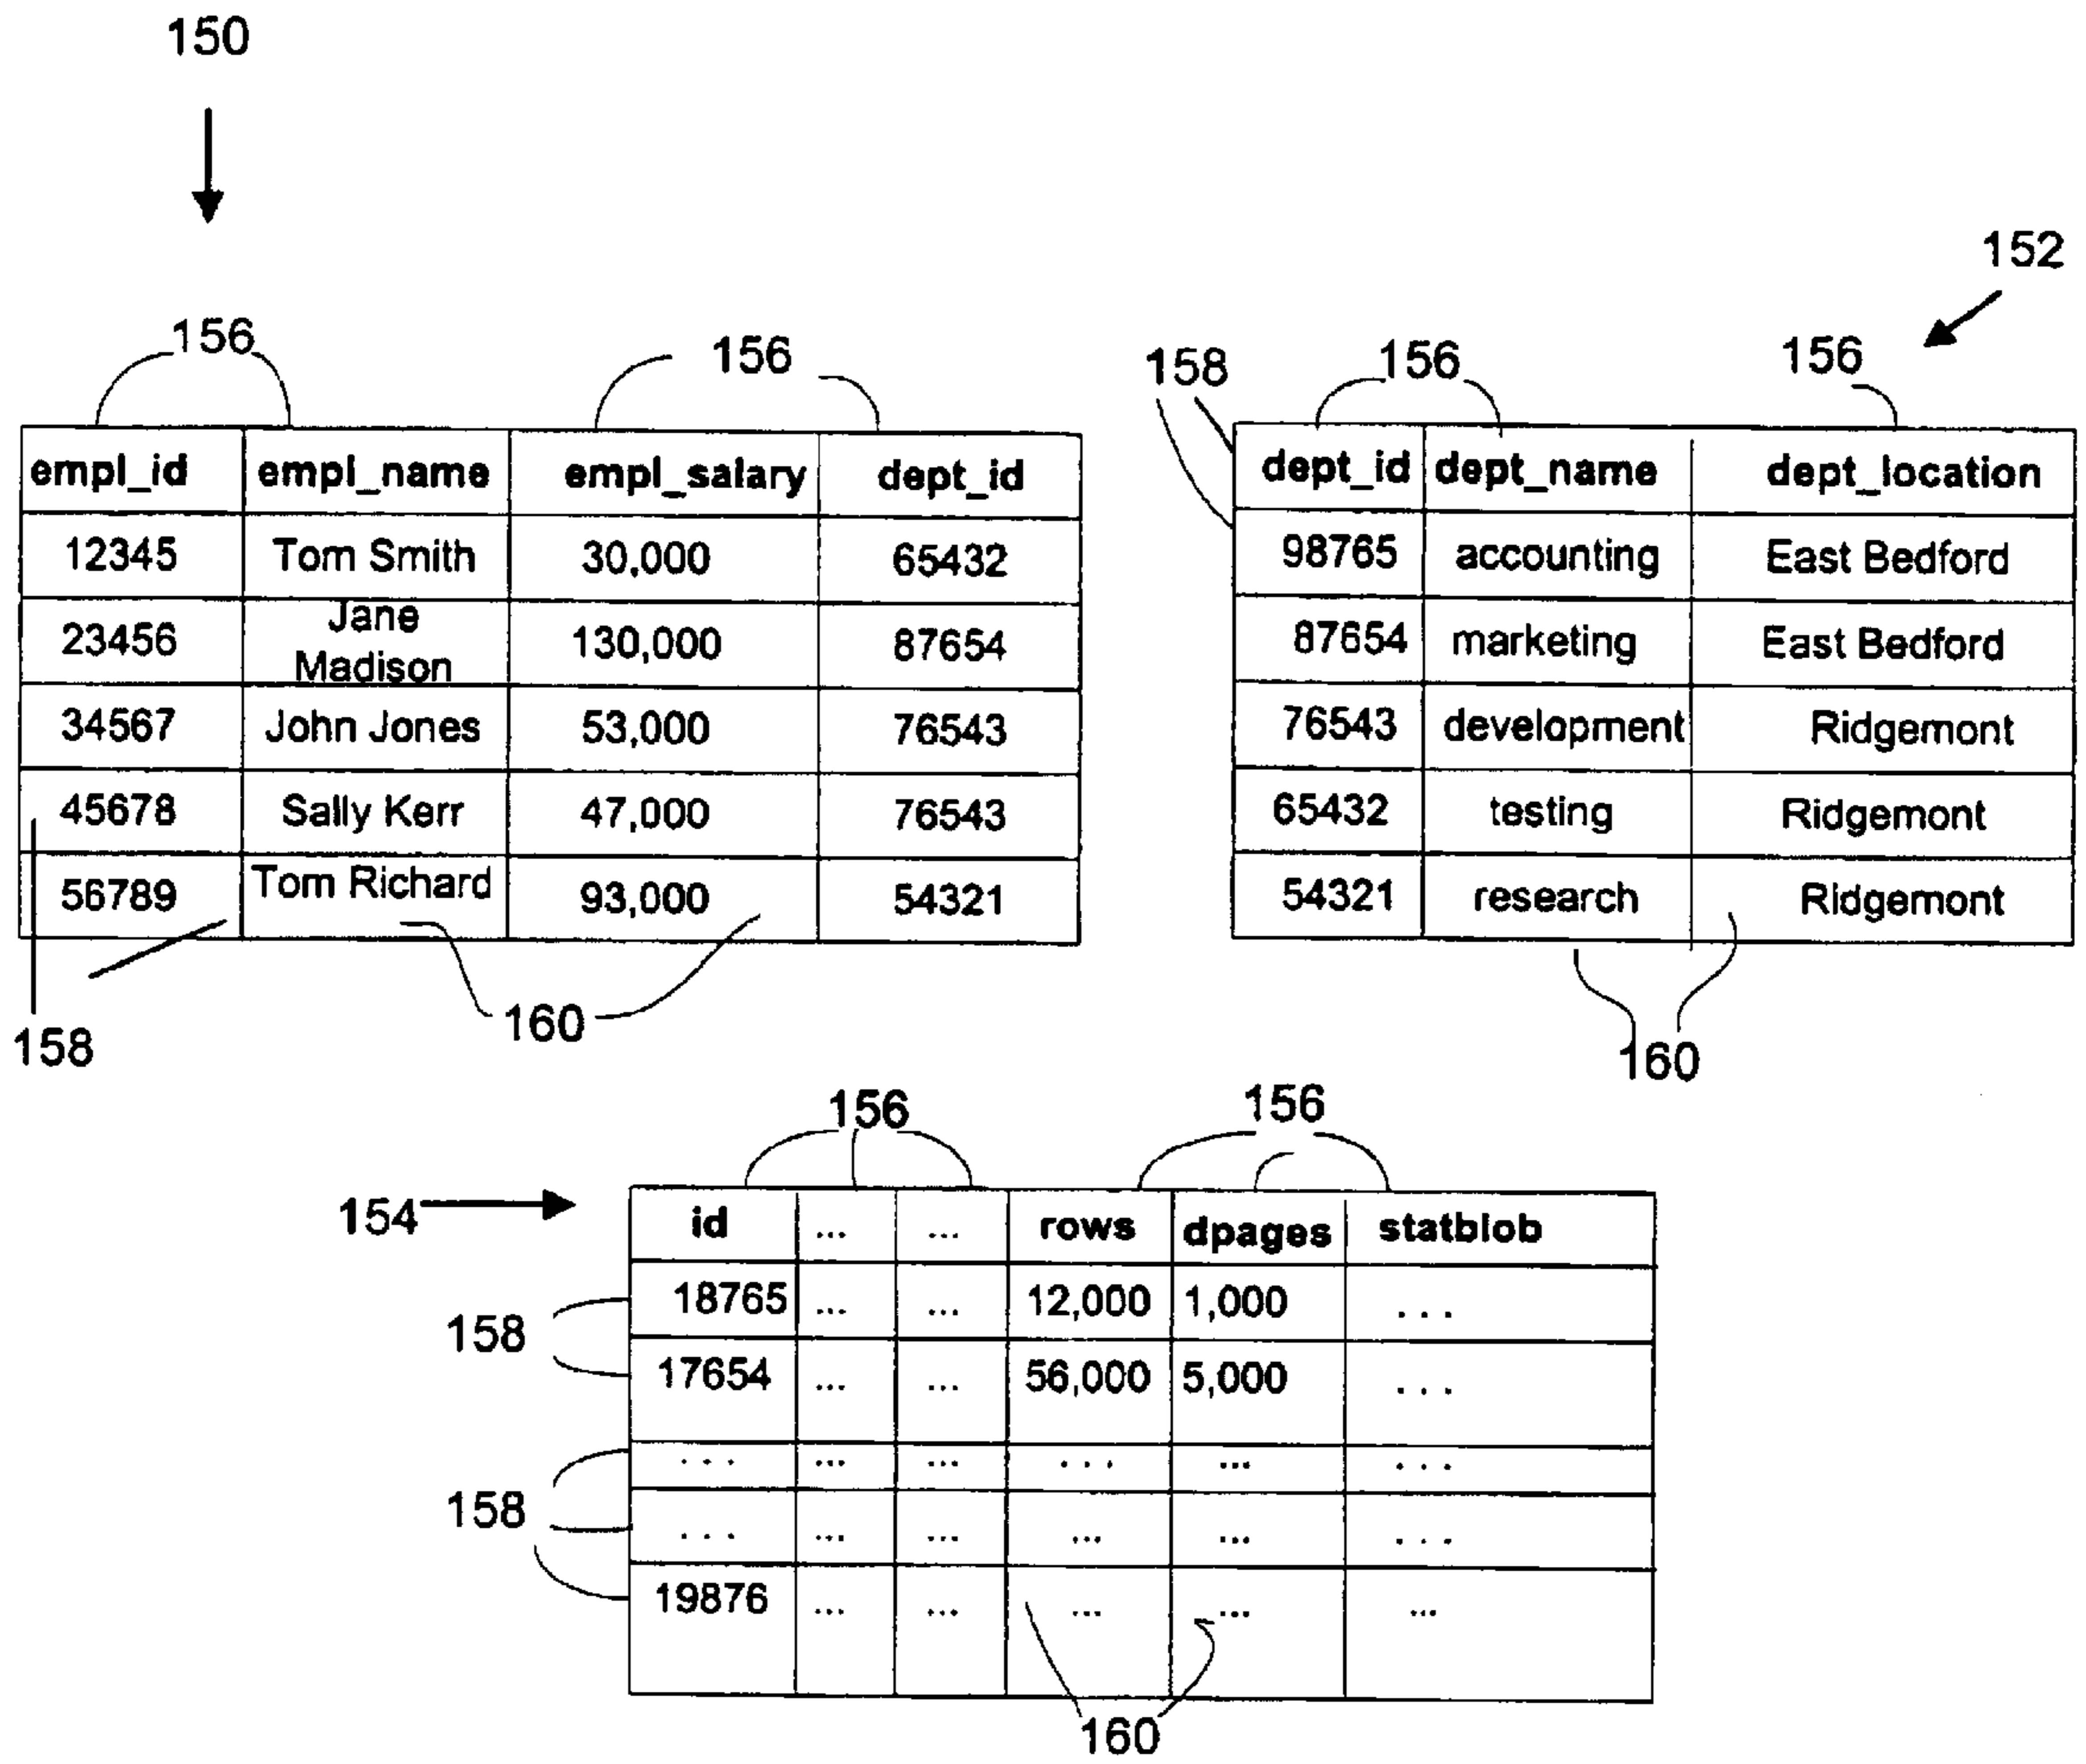 150
152
156 156
158 156 156
empl_id empl_name empl_salary dept_id
12345 Tom Smith 30,000 65432
23456 Jane Madison 130,000 87654
34567 John Jones 53,000 76543
45678 Sally Kerr 47,000 76543
56789 Tom Richard 93,000 54321
158 160
dept_id dept_name dept_location
98765 accounting East Bedford
87654 marketing East Bedford
76543 development Ridgemont
65432 testing Ridgemont
54321 research Ridgemont
160
156 156
154
id ... ... rows dpages statblob
18765 ... ... 12,000 1,000 . . .
17654 ... ... 56,000 5,000 . . .
. . . ... ... . . . ... . . .
. . . ... ... ... ... . . .
19876 ... ... ... ... ...
158
158
160